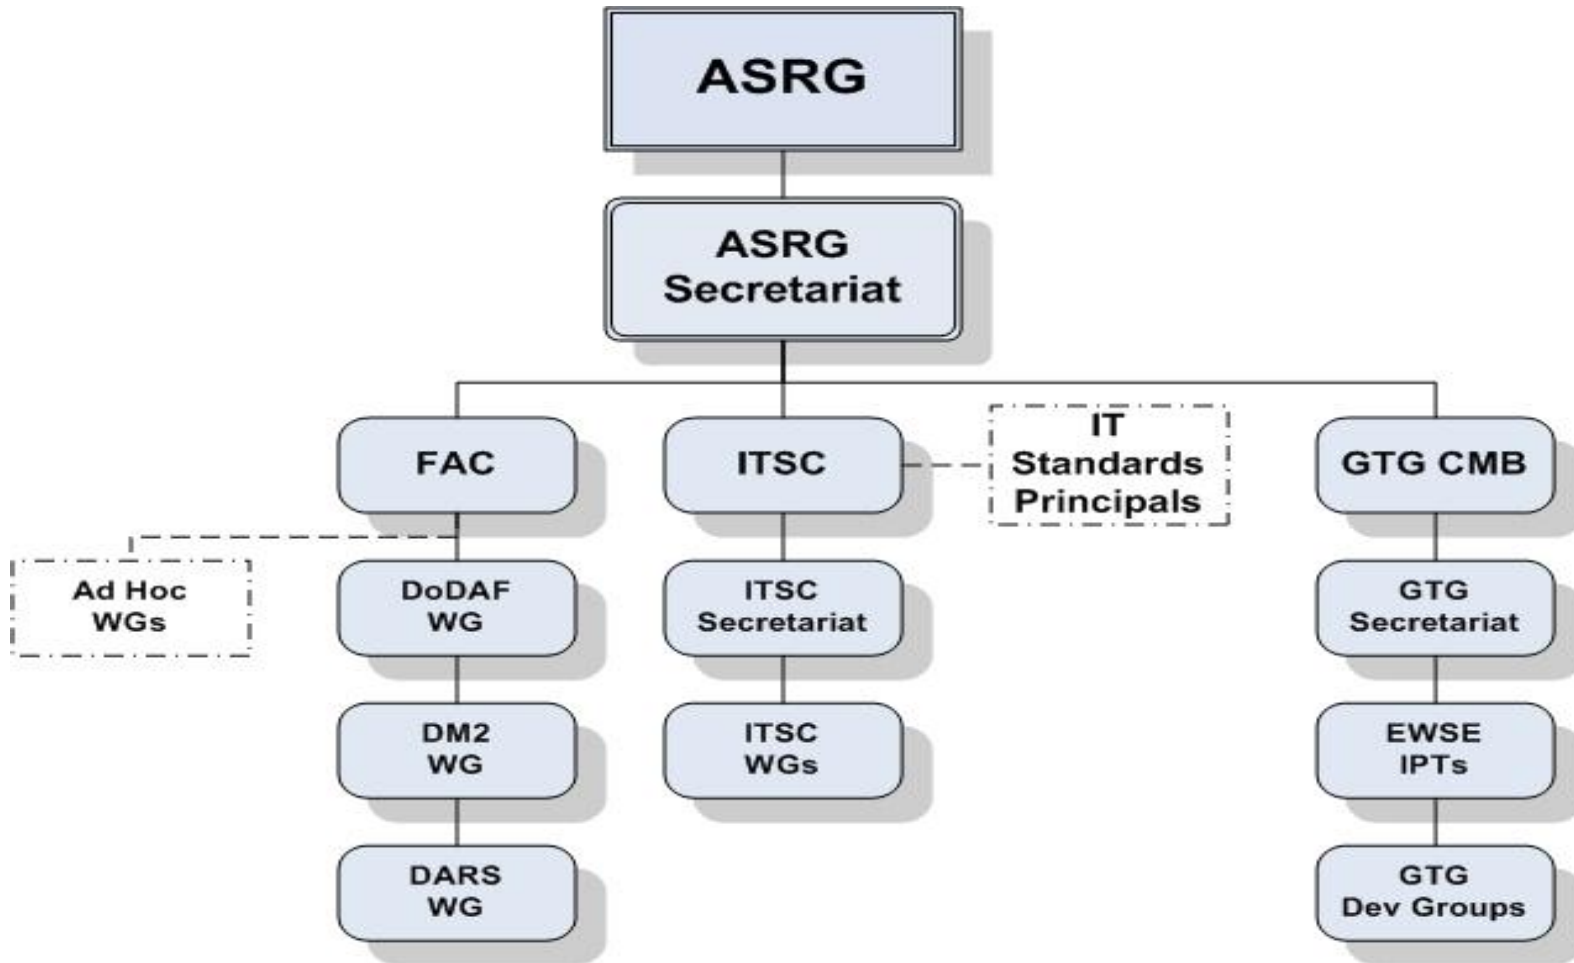 ASRG
ASRG
Secretariat
FAC
ITSC
IT
Standards
Principals
GTG CMB
Ad Hoc
WGs
DoDAF
WG
ITSC
Secretariat
GTG
Secretariat
DM2
WG
ITSC
WGs
EWSE
IPTs
DARS
WG
GTG
Dev Groups